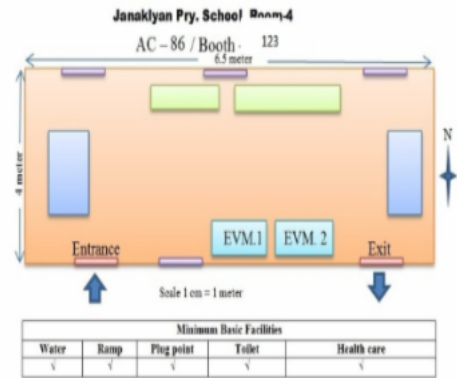 Janaklyan Pry. School Room-4
AC – 86 / Booth - 123
6.5 meter
4 meter
N
EVM.1 EVM. 2
Entrance Exit
Scale 1 cm = 1 meter
Minimum Basic Facilities
Water Ramp Plug point Toilet Health care
√ √ √ √ √